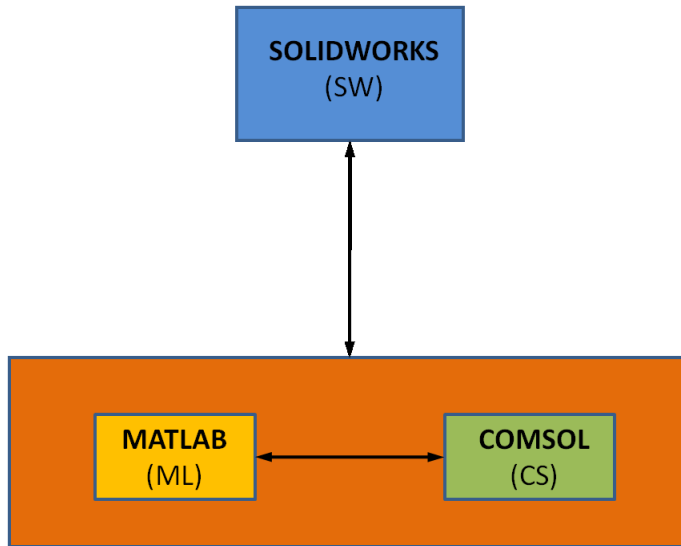 SOLIDWORKS
(SW)
MATLAB
(ML)
COMSOL
(CS)